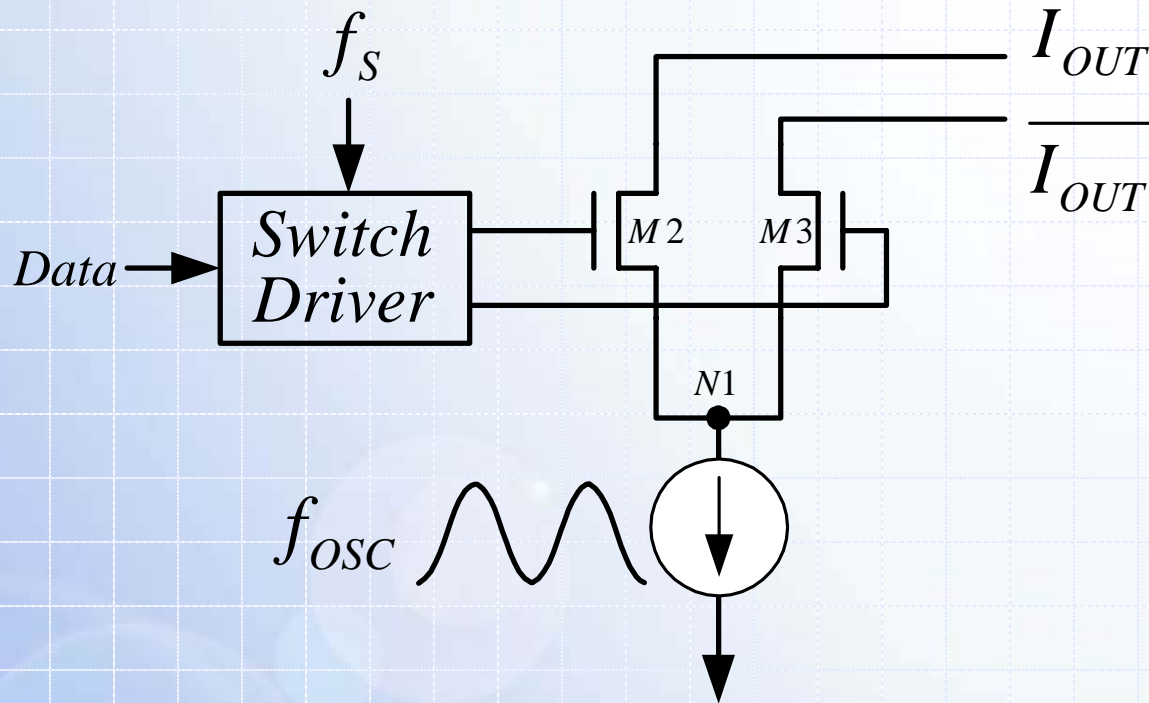 f_S
I_OUT
I_OUT
Switch
Driver
Data
M2
M3
N1
f_OSC